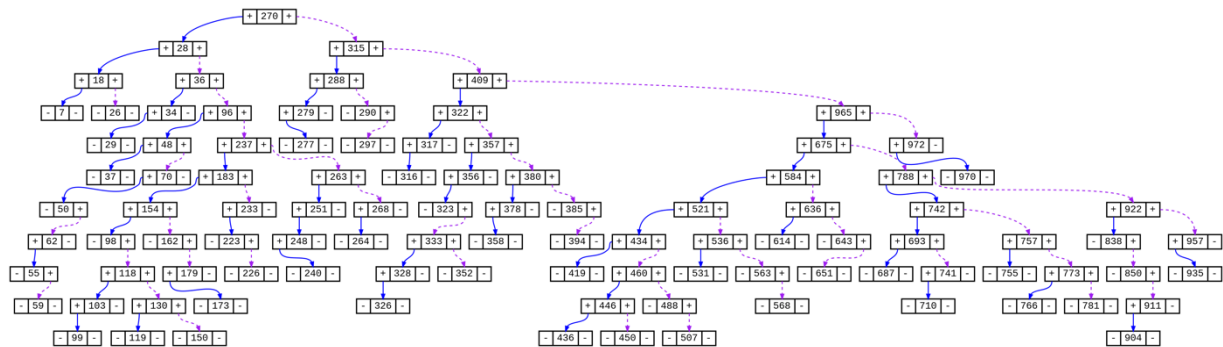 + 270 +
+ 28 + + 315 +
+ 18 + + 36 + + 288 + + 409 +
- 7 - - 26 - + 34 - + 96 + + 279 - - 290 + + 322 + + 965 +
- 29 - + 48 + + 237 + - 277 - - 297 - + 317 - + 357 + + 675 + + 972 -
- 37 - + 70 - + 183 + + 263 + - 316 - + 356 - + 380 + + 584 + + 788 + - 970 -
- 50 + + 154 + + 233 - + 251 - + 268 - - 323 + + 378 - - 385 + + 521 + + 636 + + 742 + + 922 +
+ 62 - - 98 + - 162 + - 223 + + 248 - - 264 - + 333 + - 358 - - 394 - + 434 + + 536 + - 614 - - 643 + + 693 + + 757 + - 838 + + 957 -
- 55 + + 118 + + 179 - - 226 - - 240 - + 328 - - 352 - - 419 - + 460 + - 531 - - 563 + - 651 - - 687 - + 741 - - 755 - + 773 + - 850 + - 935 -
- 59 - + 103 - + 130 + - 173 - - 326 - + 446 + - 488 + - 568 - - 710 - - 766 - - 781 - + 911 -
- 99 - - 119 - - 150 - - 436 - - 450 - - 507 - - 904 -